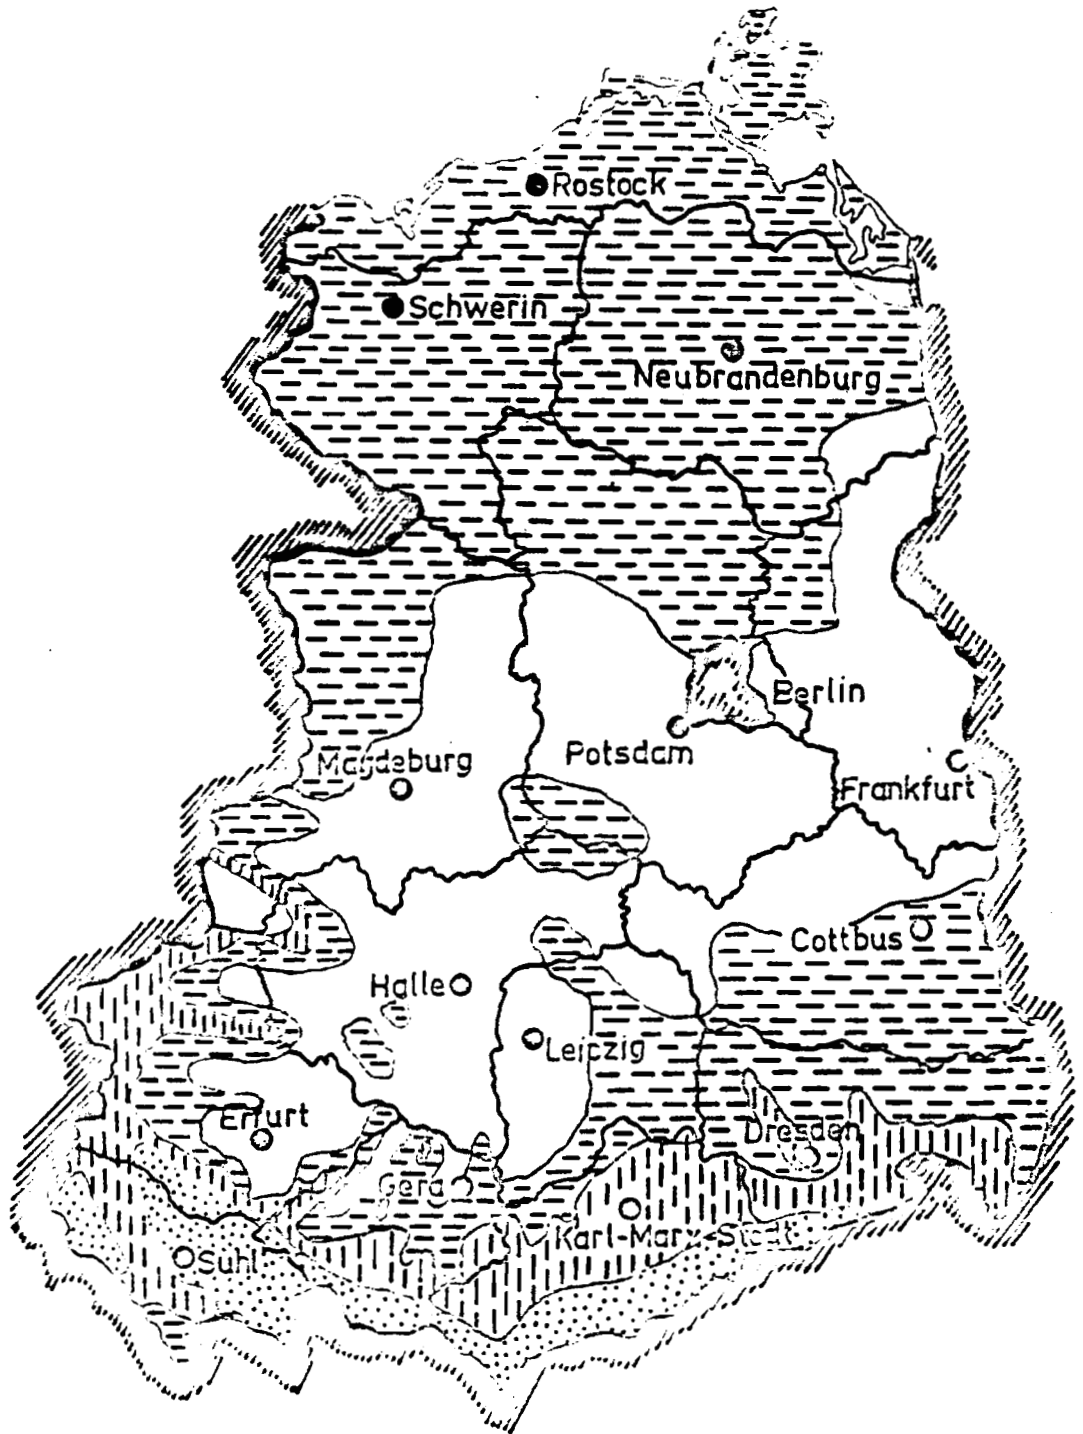 Rostock
Schwerin
Neubrandenburg
Berlin
Potsdam
Magdeburg
Frankfurt
Cottbus
Halle
Leipzig
Erfurt
Dresden
Gera
Karl-Marx-Stadt
Suhl